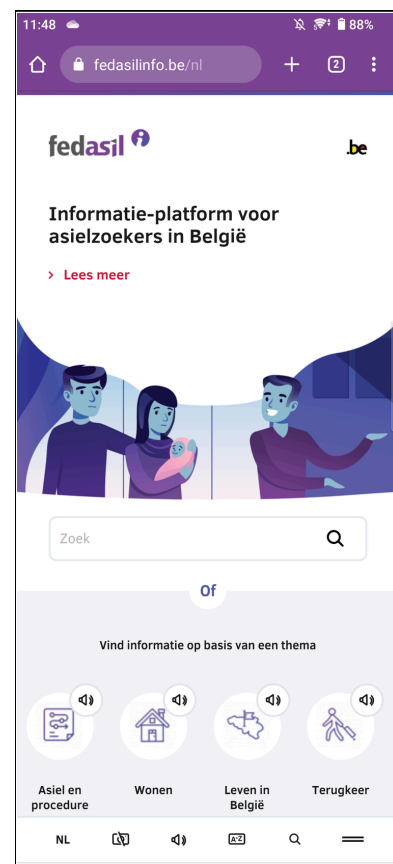 11:48
88%
fedasilinfo.be/nl
2
fedasil i
.be
Informatie-platform voor
asielzoekers in België
Lees meer
Zoek
Of
Vind informatie op basis van een thema
Asiel en
procedure
Wonen
Leven in
België
Terugkeer
NL
A-Z